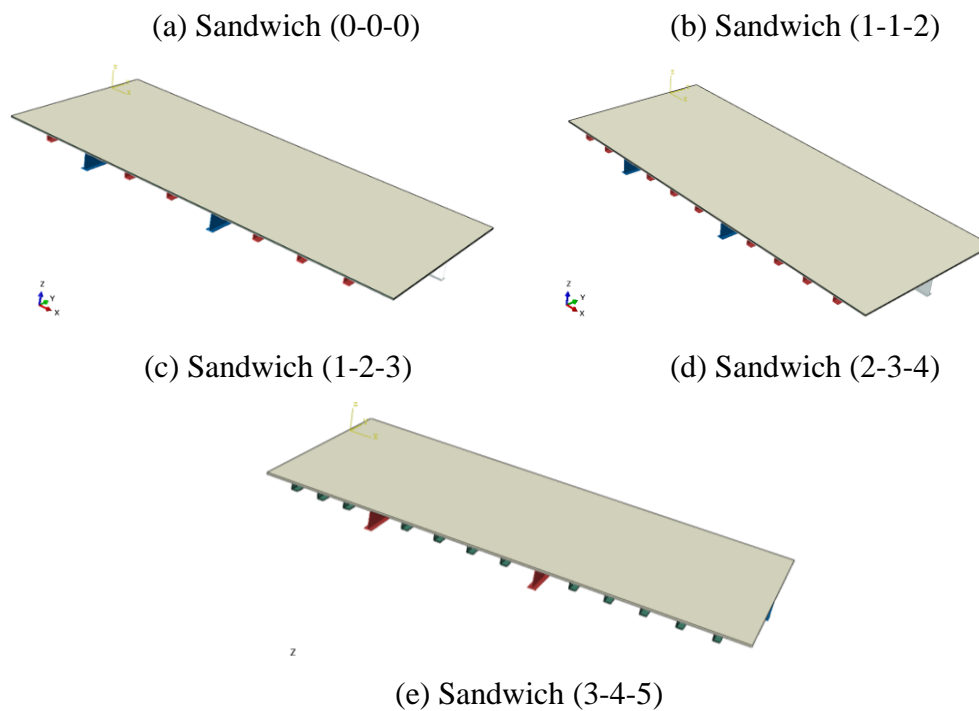 (a) Sandwich (0-0-0) (b) Sandwich (1-1-2)
Z
Y
X
Z
Y
X
(c) Sandwich (1-2-3) (d) Sandwich (2-3-4)
Z
(e) Sandwich (3-4-5)